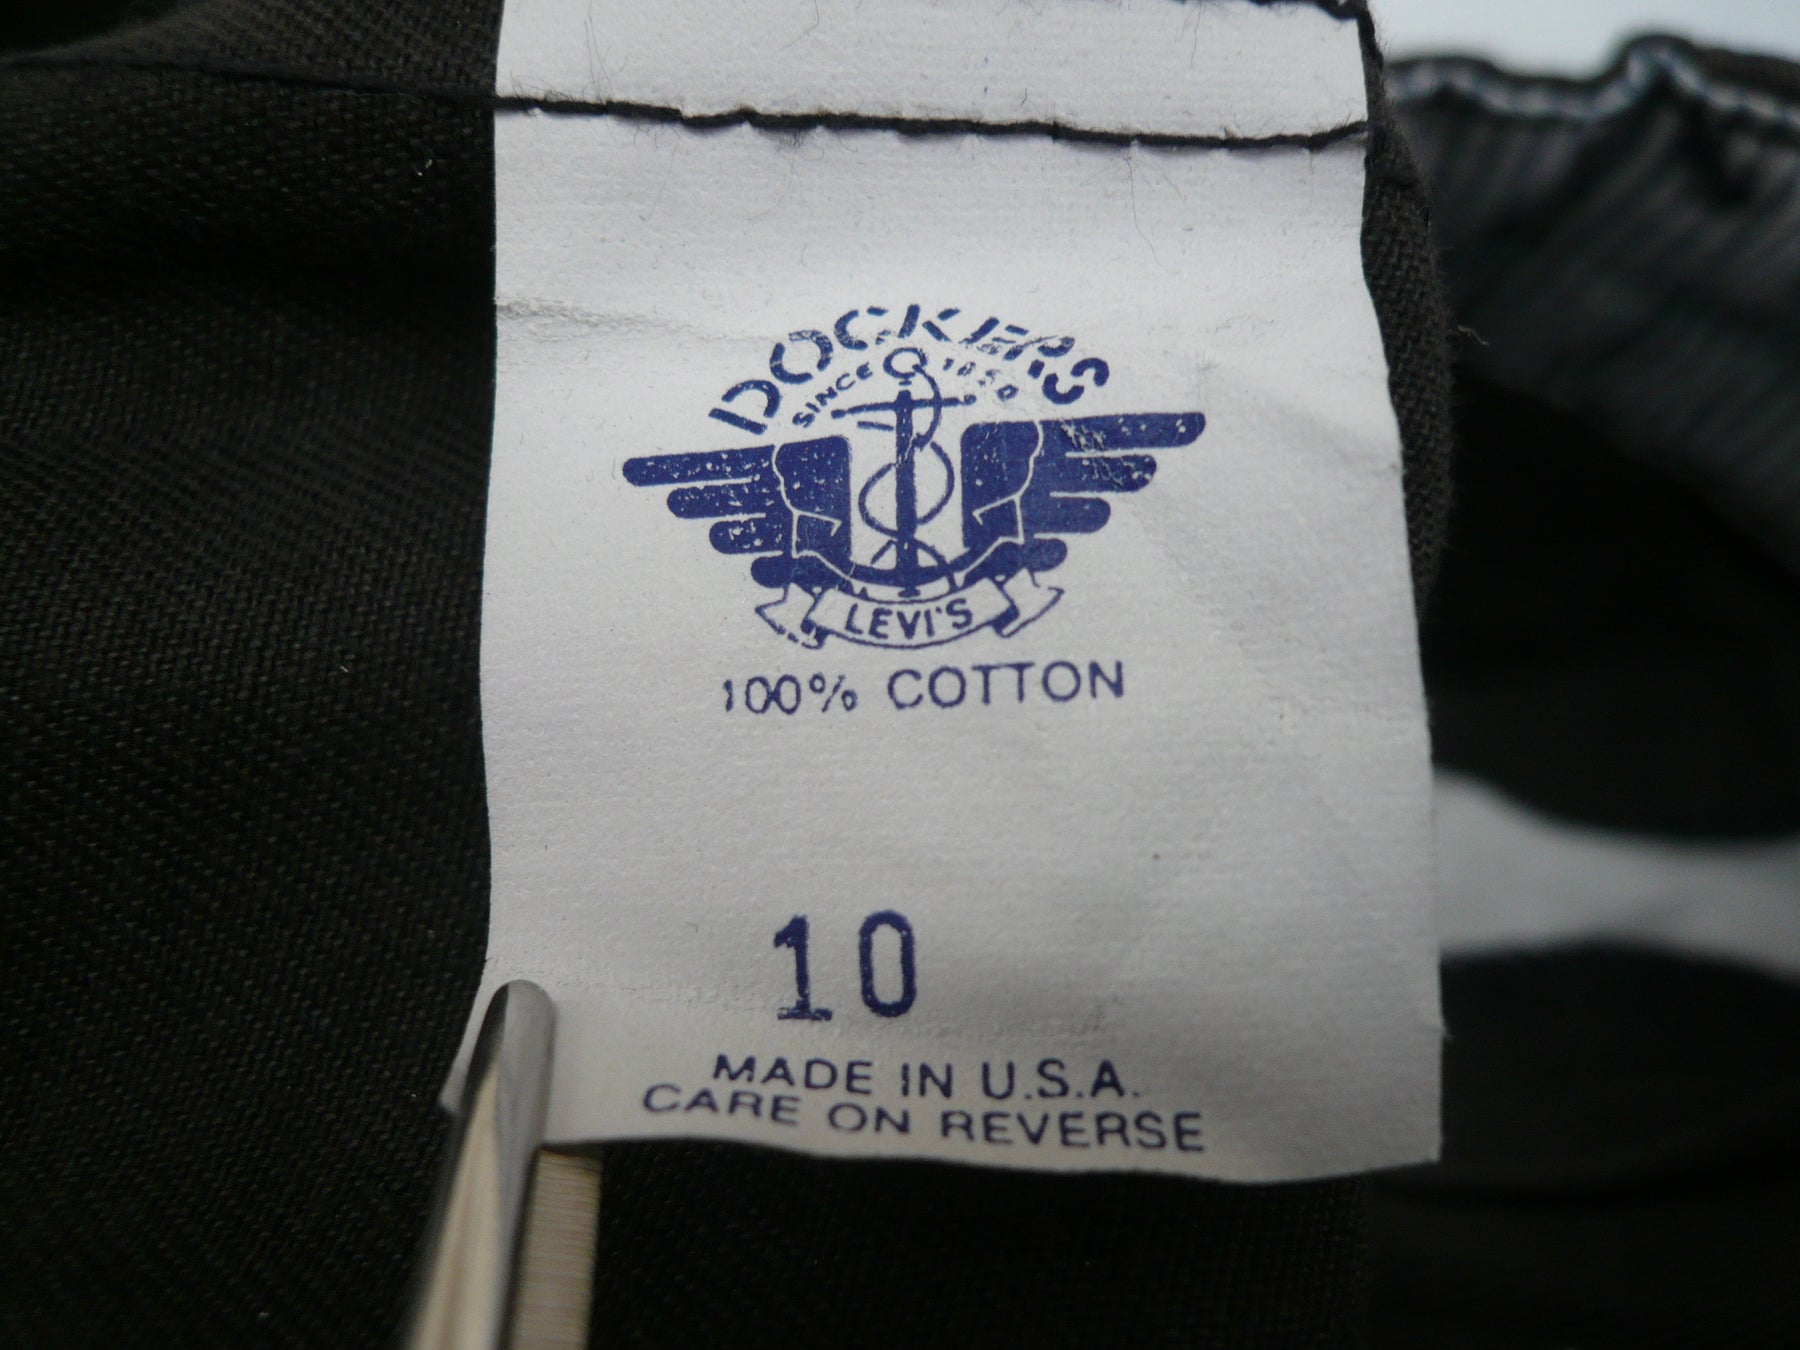 DOCKERS
SINCE 1850
LEVI'S
100% COTTON
10
MADE IN U.S.A.
CARE ON REVERSE